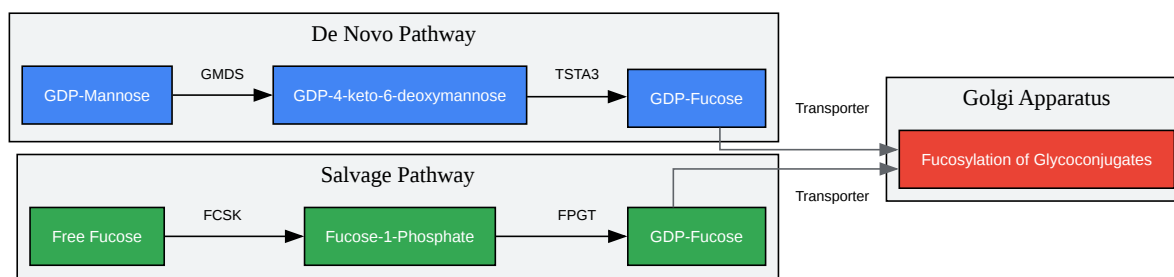 De Novo Pathway
GDP-Mannose
GMDS
GDP-4-keto-6-deoxymannose
TSTA3
GDP-Fucose
Transporter
Golgi Apparatus
Fucosylation of Glycoconjugates
Salvage Pathway
Free Fucose
FCSK
Fucose-1-Phosphate
FPGT
GDP-Fucose
Transporter